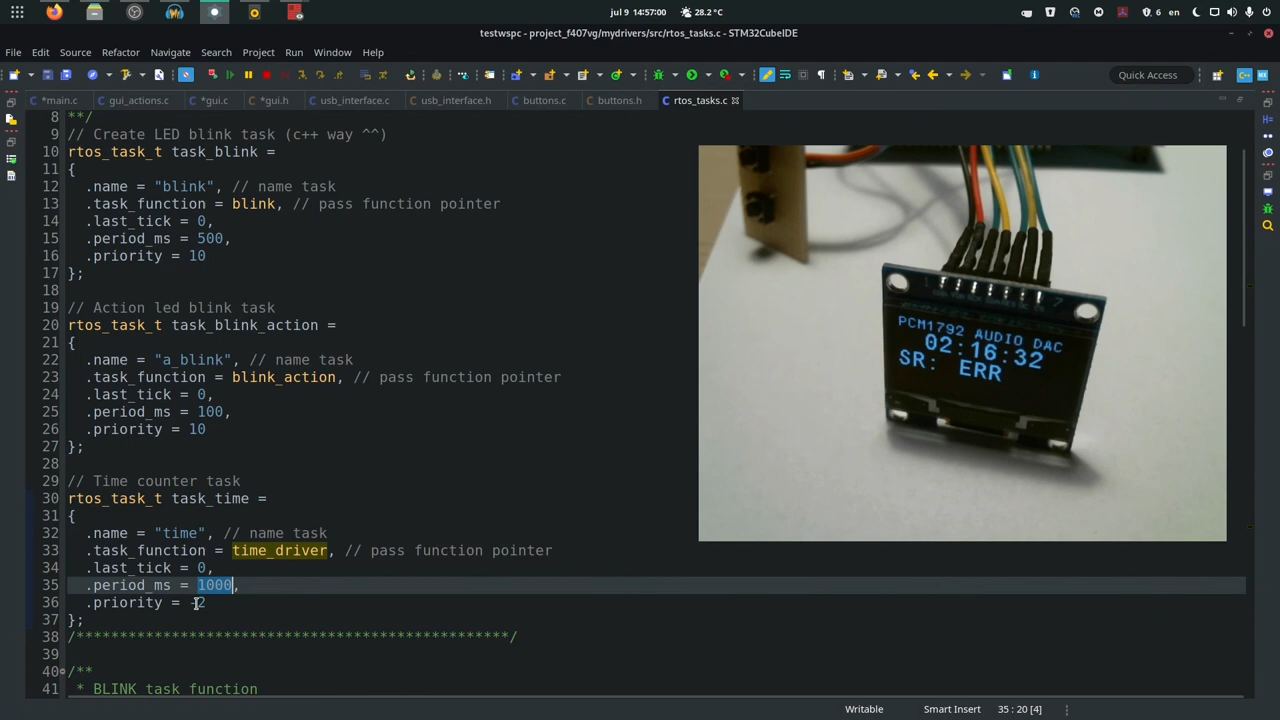 jul 9 14:57:00
28.2 °C
6 en
testwspc - project_f407vg/mydrivers/src/rtos_tasks.c - STM32CubeIDE
File Edit Source Refactor Navigate Search Project Run Window Help
Quick Access
*main.c gui_actions.c *gui.c *gui.h usb_interface.c usb_interface.h buttons.c buttons.h rtos_tasks.c
8 **/
9 // Create LED blink task (c++ way ^^)
10 rtos_task_t task_blink =
11 {
12 .name = "blink", // name task
13 .task_function = blink, // pass function pointer
14 .last_tick = 0,
15 .period_ms = 500,
16 .priority = 10
17 };
18
19 // Action led blink task
20 rtos_task_t task_blink_action =
21 {
22 .name = "a_blink", // name task
23 .task_function = blink_action, // pass function pointer
24 .last_tick = 0,
25 .period_ms = 100,
26 .priority = 10
27 };
28
29 // Time counter task
30 rtos_task_t task_time =
31 {
32 .name = "time", // name task
33 .task_function = time_driver, // pass function pointer
34 .last_tick = 0,
35 .period_ms = 1000,
36 .priority = -2
37 };
38 /**************************************************/
39
40 /**
41 * BLINK task function
PCM1792 AUDIO DAC
02:16:32
SR: ERR
Writable Smart Insert 35 : 20 [4]